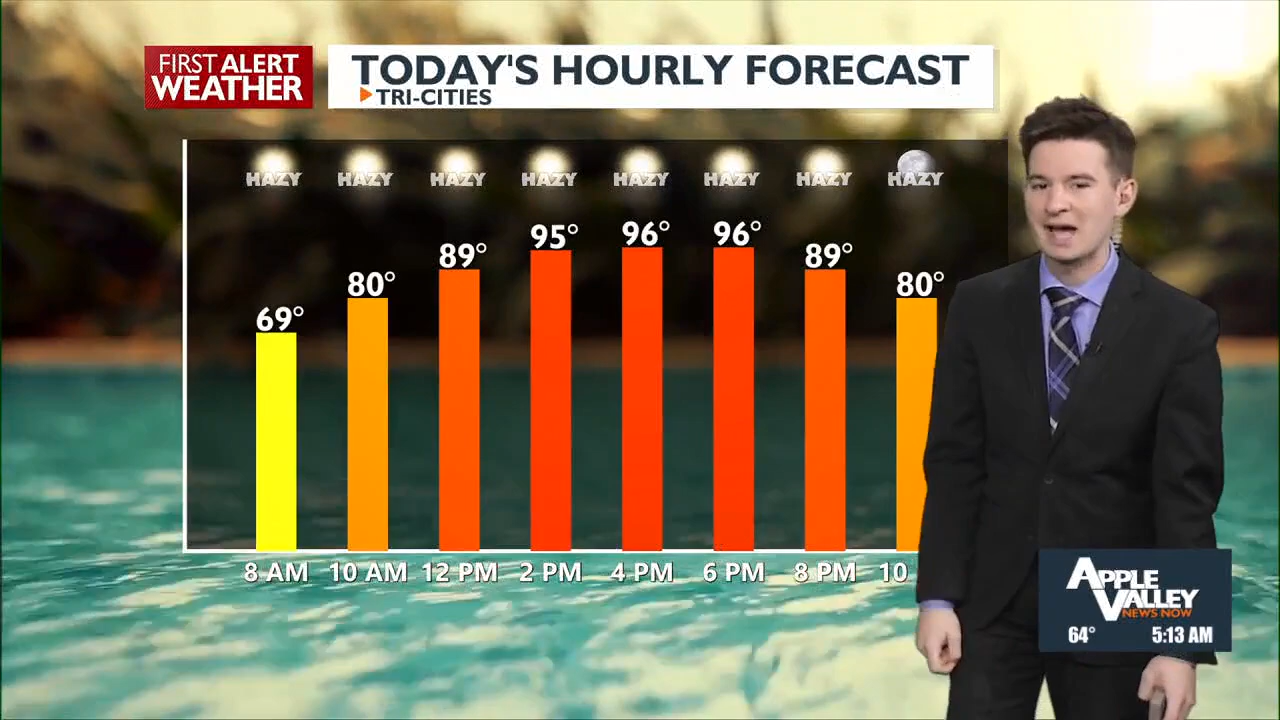 FIRST ALERT
WEATHER
TODAY'S HOURLY FORECAST
TRI-CITIES
HAZY HAZY HAZY HAZY HAZY HAZY HAZY HAZY
69° 80° 89° 95° 96° 96° 89° 80°
8 AM 10 AM 12 PM 2 PM 4 PM 6 PM 8 PM 10
APPLE
VALLEY
NEWS NOW
64° 5:13 AM